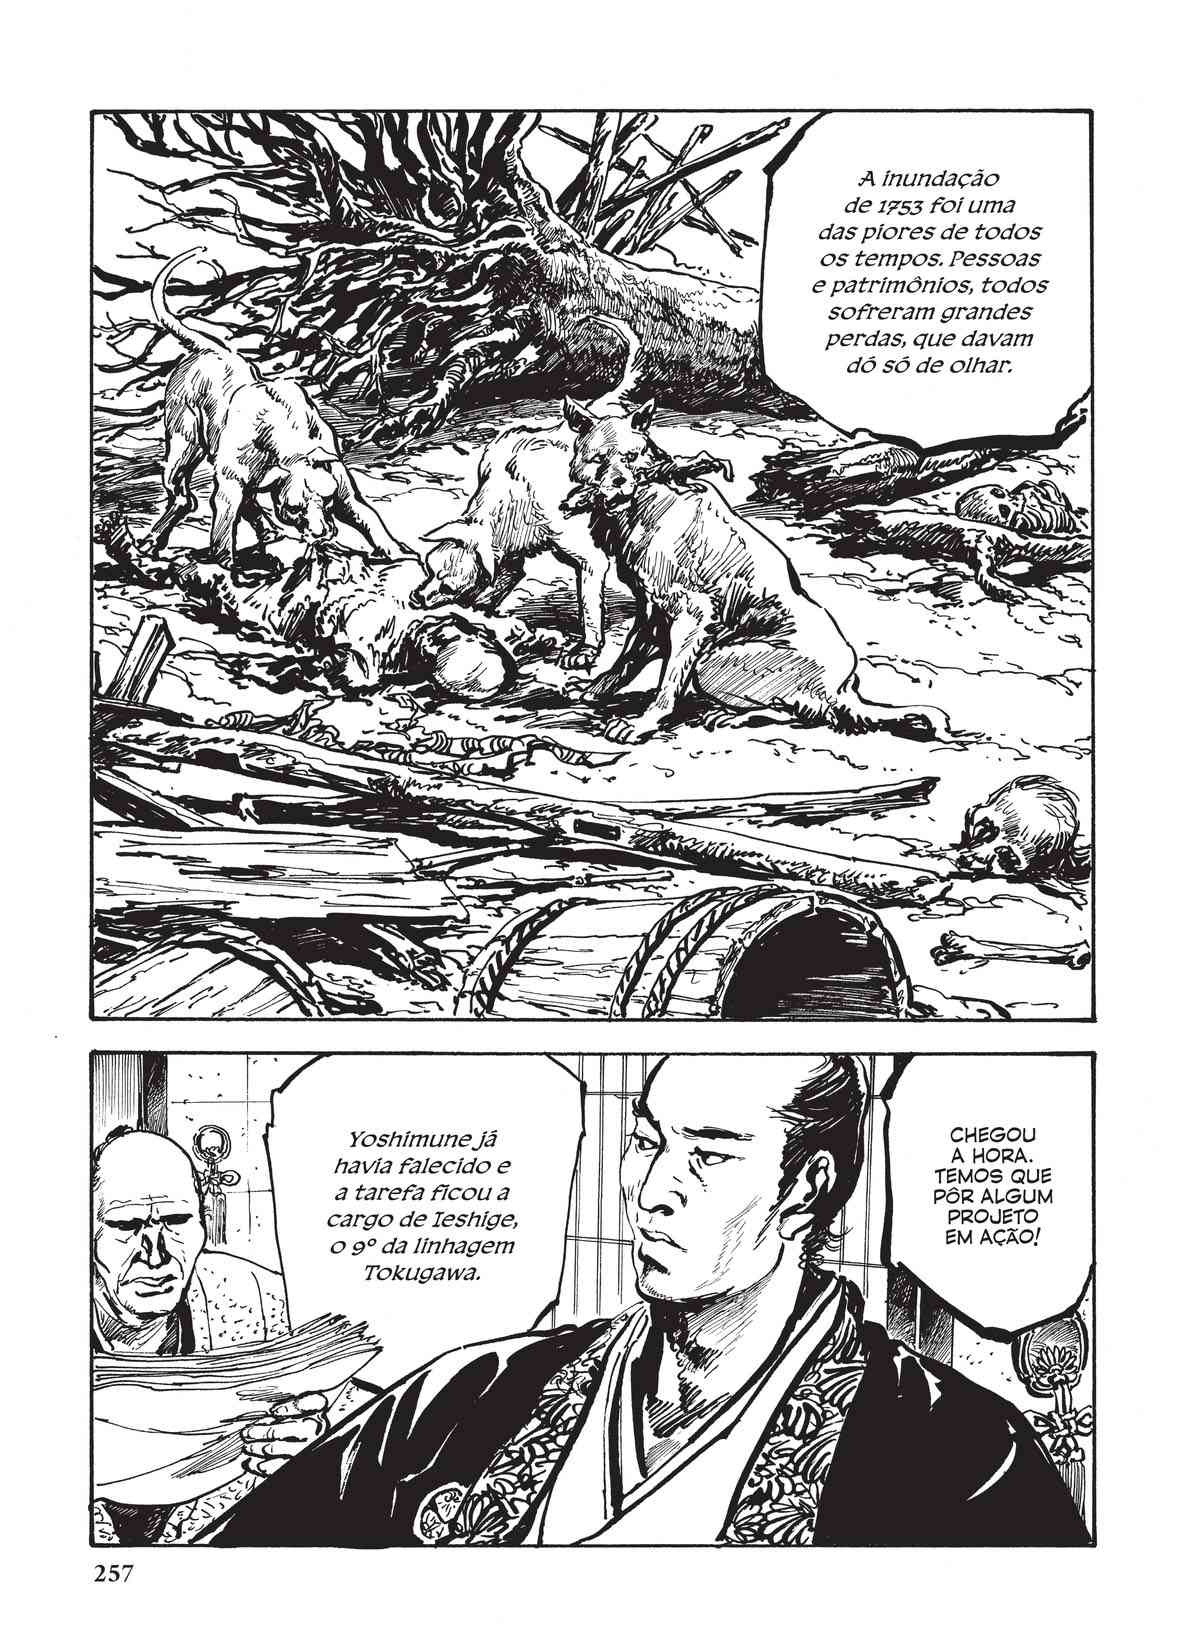 A inundação
de 1753 foi uma
das piores de todos
os tempos. Pessoas
e patrimônios, todos
sofreram grandes
perdas, que davam
dó só de olhar.
Yoshimune já
havia falecido e
a tarefa ficou a
cargo de Ieshige,
o 9º da linhagem
Tokugawa.
CHEGOU
A HORA.
TEMOS QUE
PÔR ALGUM
PROJETO
EM AÇÃO!
257